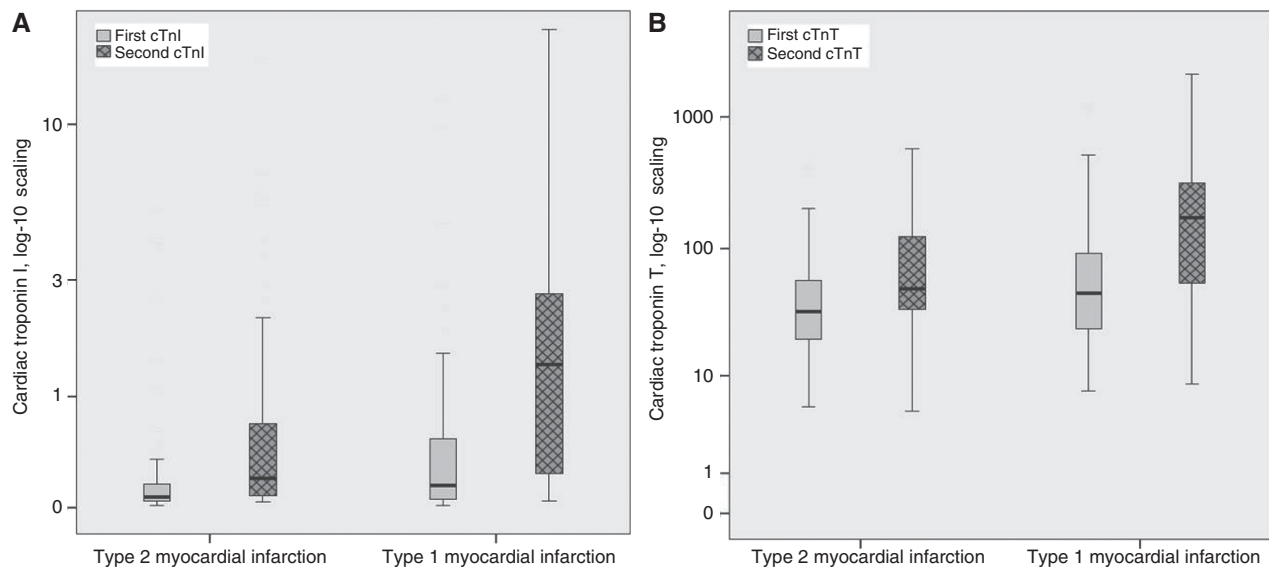 A
First cTnI
Second cTnI
Cardiac troponin I, log-10 scaling
10
3
1
0
Type 2 myocardial infarction
Type 1 myocardial infarction
B
First cTnT
Second cTnT
Cardiac troponin T, log-10 scaling
1000
100
10
1
0
Type 2 myocardial infarction
Type 1 myocardial infarction